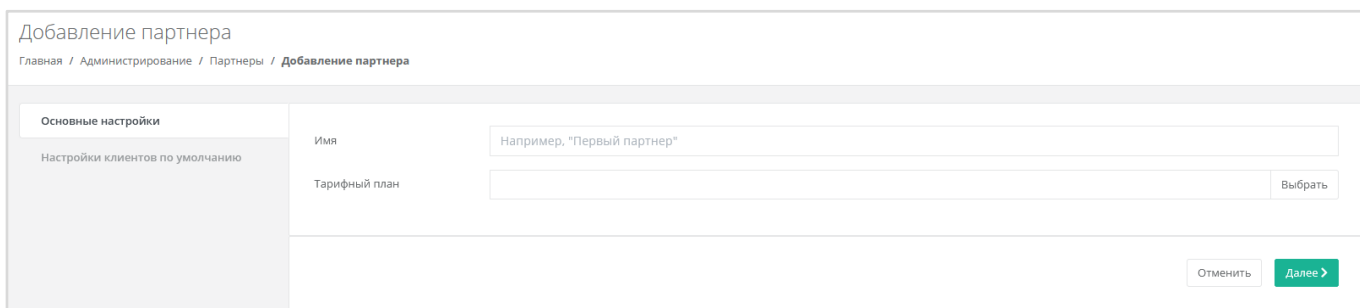 Добавление партнера
Главная / Администрирование / Партнеры / Добавление партнера
Основные настройки
Настройки клиентов по умолчанию
Имя
Например, "Первый партнер"
Тарифный план
Выбрать
Отменить
Далее